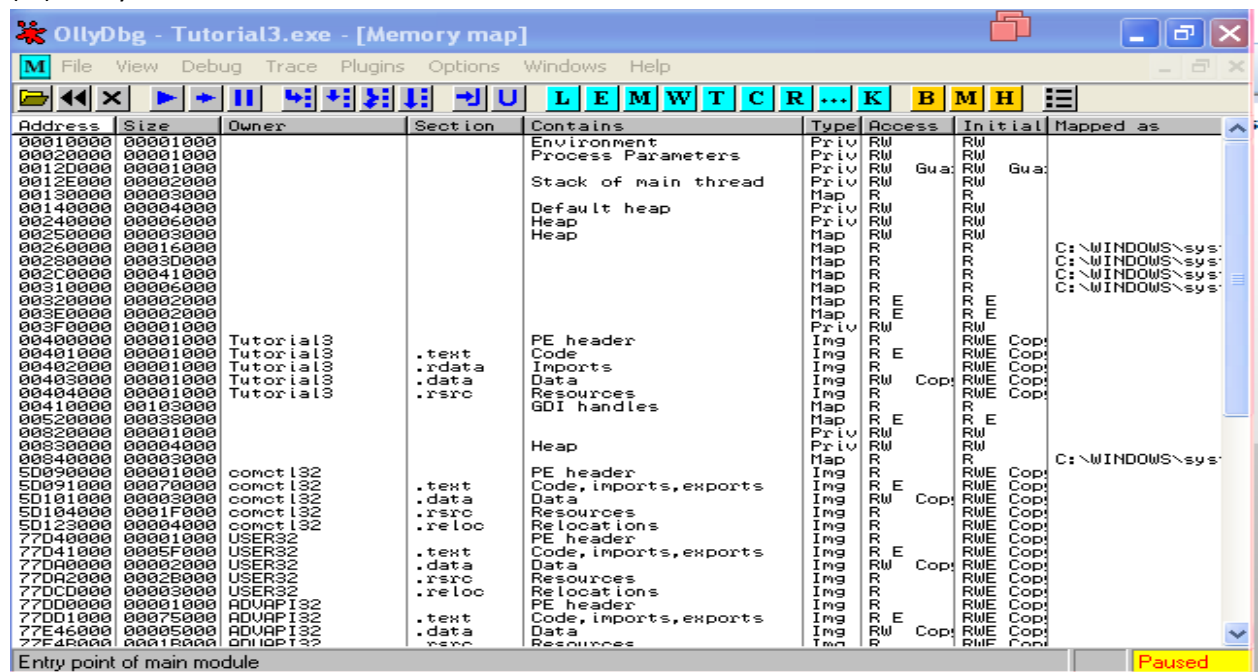 OllyDbg - Tutorial3.exe - [Memory map]
M File View Debug Trace Plugins Options Windows Help
L E M W T C R ... K B M H
Address Size Owner Section Contains Type Access Initial Mapped as
00010000 00001000 Environment Priv RW RW
00020000 00001000 Process Parameters Priv RW RW
0012D000 00001000 Priv RW Gua RW Gua
0012E000 00002000 Stack of main thread Priv RW RW
00130000 00003000 Map R R
00140000 00004000 Default heap Priv RW RW
00240000 00006000 Heap Priv RW RW
00250000 00003000 Heap Map RW RW
00260000 00016000 Map R R C:\WINDOWS\sys
00280000 0003D000 Map R R C:\WINDOWS\sys
002C0000 00041000 Map R R C:\WINDOWS\sys
00310000 00006000 Map R R C:\WINDOWS\sys
00320000 00002000 Map R E R E
003E0000 00002000 Map R E R E
003F0000 00001000 Priv RW RW
00400000 00001000 Tutorial3 PE header Img R RWE Cop
00401000 00001000 Tutorial3 .text Code Img R E RWE Cop
00402000 00001000 Tutorial3 .rdata Imports Img R RWE Cop
00403000 00001000 Tutorial3 .data Data Img RW Cop RWE Cop
00404000 00001000 Tutorial3 .rsrc Resources Img R RWE Cop
00410000 00103000 GDI handles Map R R
00520000 00038000 Map R E R E
00820000 00001000 Priv RW RW
00830000 00004000 Heap Priv RW RW
00840000 00003000 Map R R C:\WINDOWS\sys
5D090000 00001000 comctl32 PE header Img R RWE Cop
5D091000 00070000 comctl32 .text Code,imports,exports Img R E RWE Cop
5D101000 00003000 comctl32 .data Data Img RW Cop RWE Cop
5D104000 0001F000 comctl32 .rsrc Resources Img R RWE Cop
5D123000 00004000 comctl32 .reloc Relocations Img R RWE Cop
77D40000 00001000 USER32 PE header Img R RWE Cop
77D41000 0005F000 USER32 .text Code,imports,exports Img R E RWE Cop
77DA0000 00002000 USER32 .data Data Img RW Cop RWE Cop
77DA2000 0002B000 USER32 .rsrc Resources Img R RWE Cop
77DCD000 00003000 USER32 .reloc Relocations Img R RWE Cop
77DD0000 00001000 ADVAPI32 PE header Img R RWE Cop
77DD1000 00075000 ADVAPI32 .text Code,imports,exports Img R E RWE Cop
77E46000 00005000 ADVAPI32 .data Data Img RW Cop RWE Cop
77E4B000 0001B000 ADVAPI32 .rsrc Resources Img R RWE Cop
Entry point of main module Paused